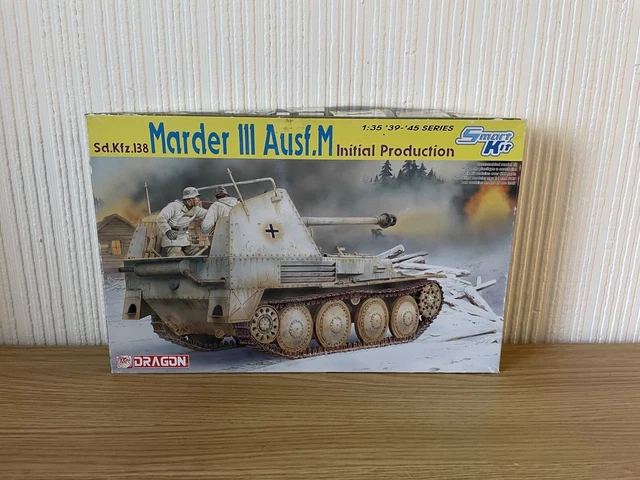 1:35 '39-'45 SERIES
Smart Kit
Sd.Kfz.138 Marder III Ausf.M Initial Production
DRAGON